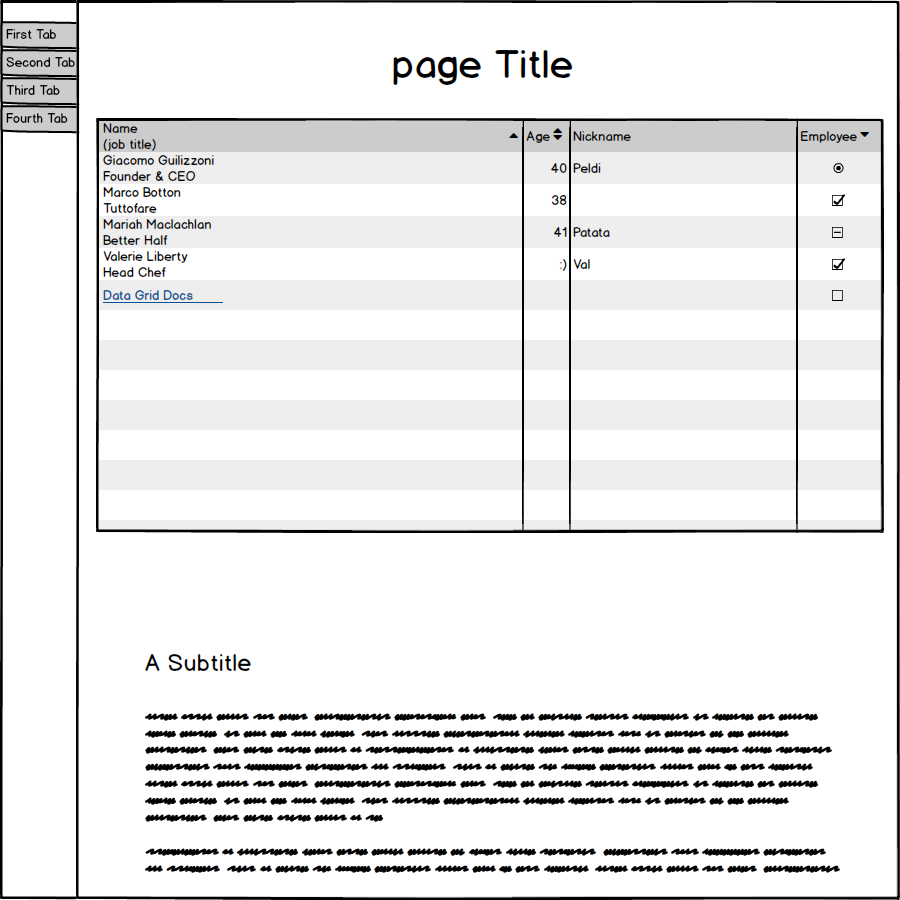 First Tab
Second Tab
Third Tab
Fourth Tab
page Title
Name
(job title)
Age
Nickname
Employee
Giacomo Guilizzoni
Founder & CEO
40
Peldi
Marco Botton
Tuttofare
38
Mariah Maclachlan
Better Half
41
Patata
Valerie Liberty
Head Chef
:)
Val
Data Grid Docs
A Subtitle